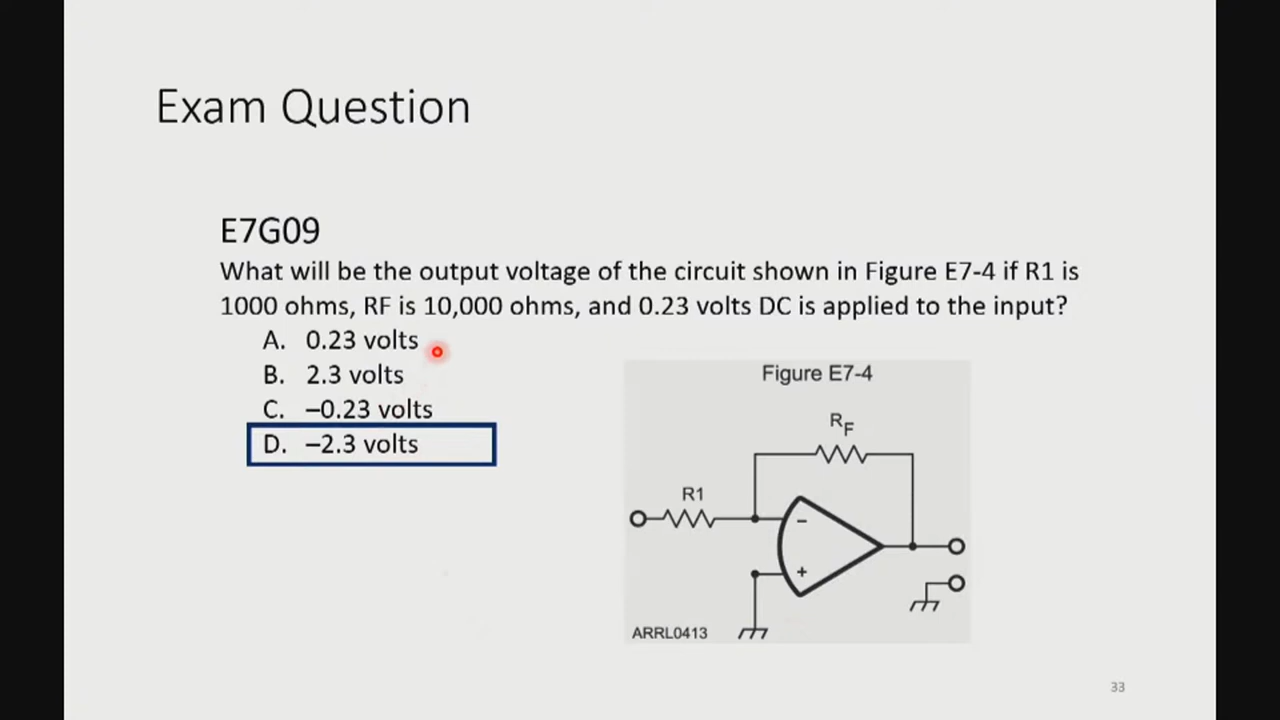 Exam Question
E7G09
What will be the output voltage of the circuit shown in Figure E7-4 if R1 is
1000 ohms, RF is 10,000 ohms, and 0.23 volts DC is applied to the input?
A. 0.23 volts
B. 2.3 volts
C. –0.23 volts
D. –2.3 volts
Figure E7-4
RF
R1
–
+
ARRL0413
33